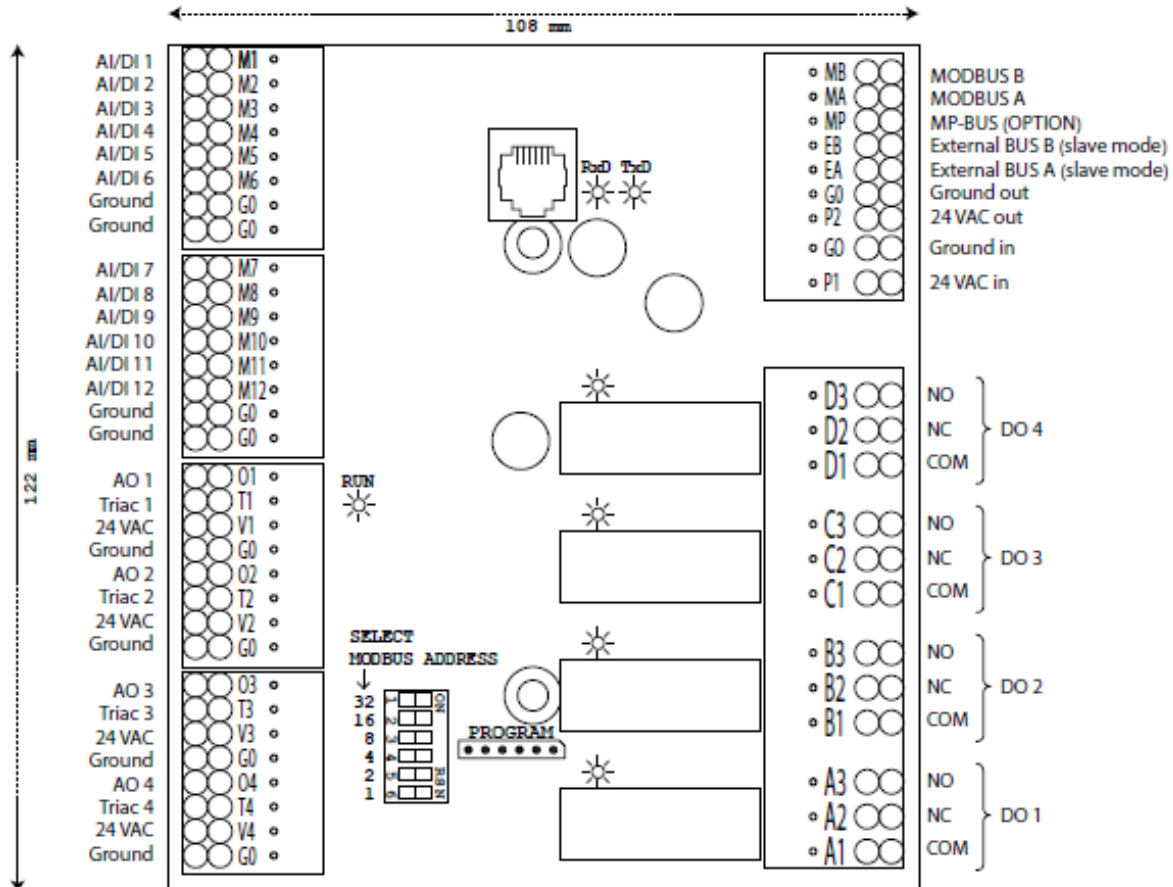 108 mm
122 mm
AI/DI 1 M1
AI/DI 2 M2
AI/DI 3 M3
AI/DI 4 M4
AI/DI 5 M5
AI/DI 6 M6
Ground G0
Ground G0
AI/DI 7 M7
AI/DI 8 M8
AI/DI 9 M9
AI/DI 10 M10
AI/DI 11 M11
AI/DI 12 M12
Ground G0
Ground G0
AO 1 O1
Triac 1 T1
24 VAC V1
Ground G0
AO 2 O2
Triac 2 T2
24 VAC V2
Ground G0
AO 3 O3
Triac 3 T3
24 VAC V3
Ground G0
AO 4 O4
Triac 4 T4
24 VAC V4
Ground G0
RxD TxD
RUN
SELECT
MODBUS ADDRESS
32 1 ON
16 2
8 3
4 4
2 5
1 6
PROGRAM
MB MODBUS B
MA MODBUS A
MP MP-BUS (OPTION)
EB External BUS B (slave mode)
EA External BUS A (slave mode)
G0 Ground out
P2 24 VAC out
G0 Ground in
P1 24 VAC in
D3 NO
D2 NC DO 4
D1 COM
C3 NO
C2 NC DO 3
C1 COM
B3 NO
B2 NC DO 2
B1 COM
A3 NO
A2 NC DO 1
A1 COM